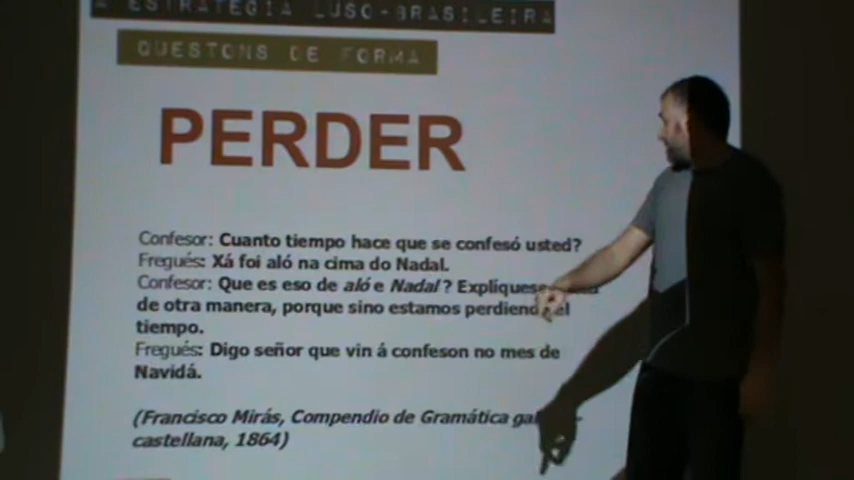 A ESTRATÉGIA LUSO-BRASILEIRA
QUESTONS DE FORMA
PERDER
Confesor: Cuanto tiempo hace que se confesó usted?
Fregués: Xá foi aló na cima do Nadal.
Confesor: Que es eso de aló e Nadal? Explíquese
de otra manera, porque sino estamos perdiendo el
tiempo.
Fregués: Digo señor que vin á confeson no mes de
Navidá.
(Francisco Mirás, Compendio de Gramática
castellana, 1864)